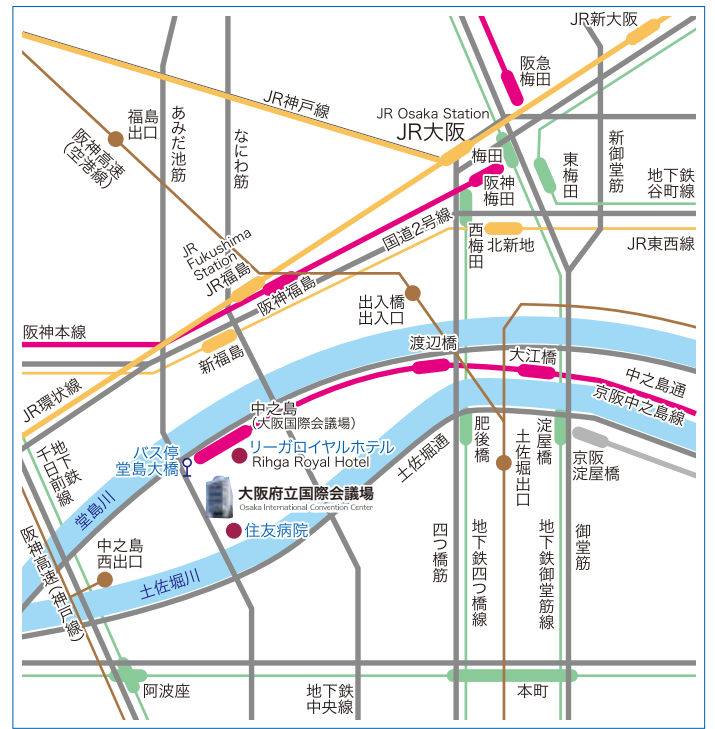 JR新大阪
阪急
梅田
福島
出口
あみだ池筋
JR神戸線
JR Osaka Station
JR大阪
なにわ筋
阪神高速
(空港線)
梅田
阪神
梅田
東梅田
新御堂筋
地下鉄
谷町線
国道2号線
西梅田
北新地
JR東西線
JR
Fukushima
Station
JR福島
阪神福島
出入橋
出入口
阪神本線
新福島
渡辺橋
大江橋
中之島通
京阪中之島線
JR環状線
中之島
(大阪国際会議場)
バス停
堂島大橋
リーガロイヤルホテル
Ringa Royal Hotel
土佐堀通
肥後橋
土佐堀出口
淀屋橋
京阪
淀屋橋
地下鉄
千日前線
堂島川
大阪府立国際会議場
Osaka International Convention Center
住友病院
阪神高速(神戸線)
中之島
西出口
土佐堀川
四つ橋筋
地下鉄四つ橋線
地下鉄御堂筋線
御堂筋
阿波座
地下鉄
中央線
本町